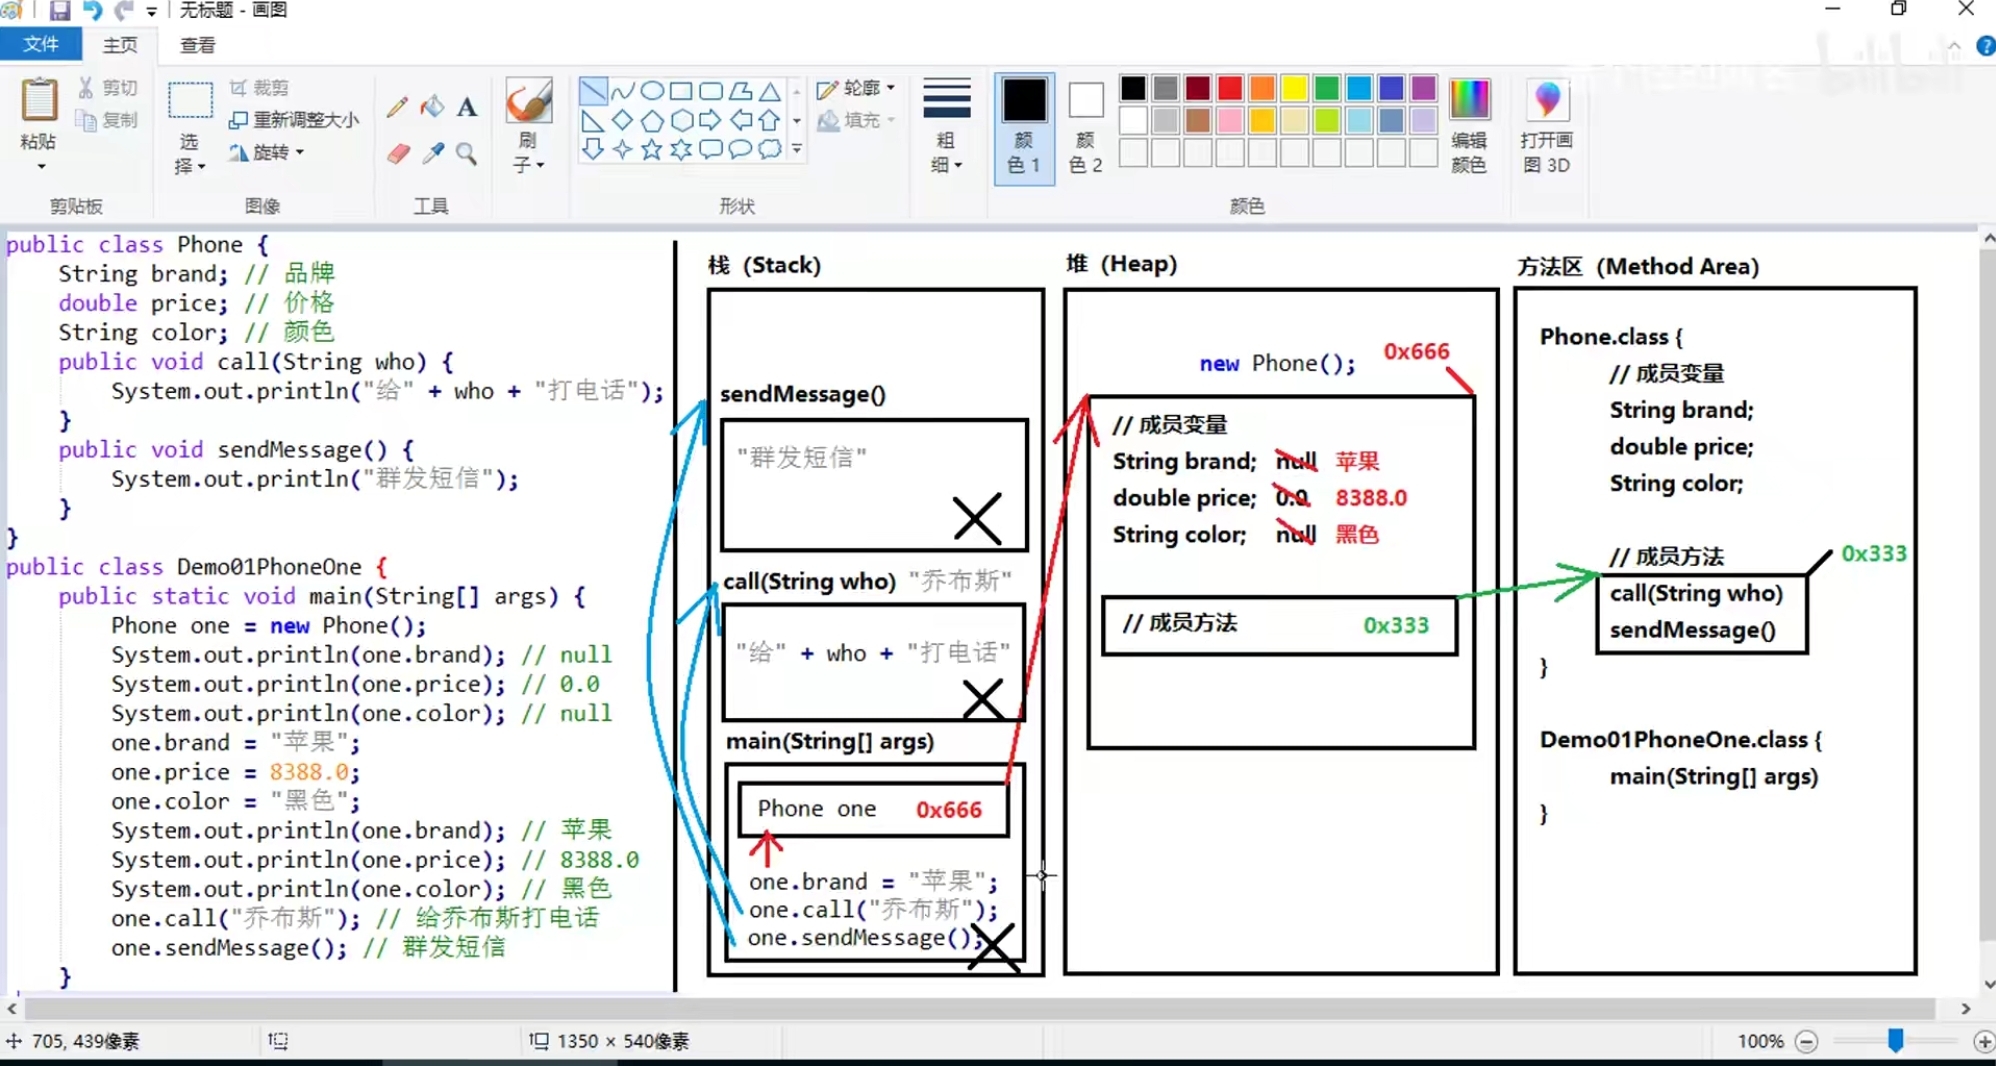 无标题 - 画图
文件 主页 查看
粘贴
剪切
复制
剪贴板
选择
裁剪
重新调整大小
旋转
图像
A
工具
刷子
形状
轮廓
填充
粗细
颜色 1
颜色 2
颜色
编辑颜色
打开画图 3D
bilibili
public class Phone {
String brand; // 品牌
double price; // 价格
String color; // 颜色
public void call(String who) {
System.out.println("给" + who + "打电话");
}
public void sendMessage() {
System.out.println("群发短信");
}
}
public class Demo01PhoneOne {
public static void main(String[] args) {
Phone one = new Phone();
System.out.println(one.brand); // null
System.out.println(one.price); // 0.0
System.out.println(one.color); // null
one.brand = "苹果";
one.price = 8388.0;
one.color = "黑色";
System.out.println(one.brand); // 苹果
System.out.println(one.price); // 8388.0
System.out.println(one.color); // 黑色
one.call("乔布斯"); // 给乔布斯打电话
one.sendMessage(); // 群发短信
}
栈（Stack)
sendMessage()
"群发短信"
call(String who) "乔布斯"
"给" + who + "打电话"
main(String[] args)
Phone one 0x666
one.brand = "苹果";
one.call("乔布斯");
one.sendMessage();
堆（Heap)
new Phone(); 0x666
// 成员变量
String brand; null 苹果
double price; 0.0 8388.0
String color; null 黑色
// 成员方法 0x333
方法区（Method Area)
Phone.class {
// 成员变量
String brand;
double price;
String color;
// 成员方法 0x333
call(String who)
sendMessage()
}
Demo01PhoneOne.class {
main(String[] args)
}
705, 439像素
1350 × 540像素
100%